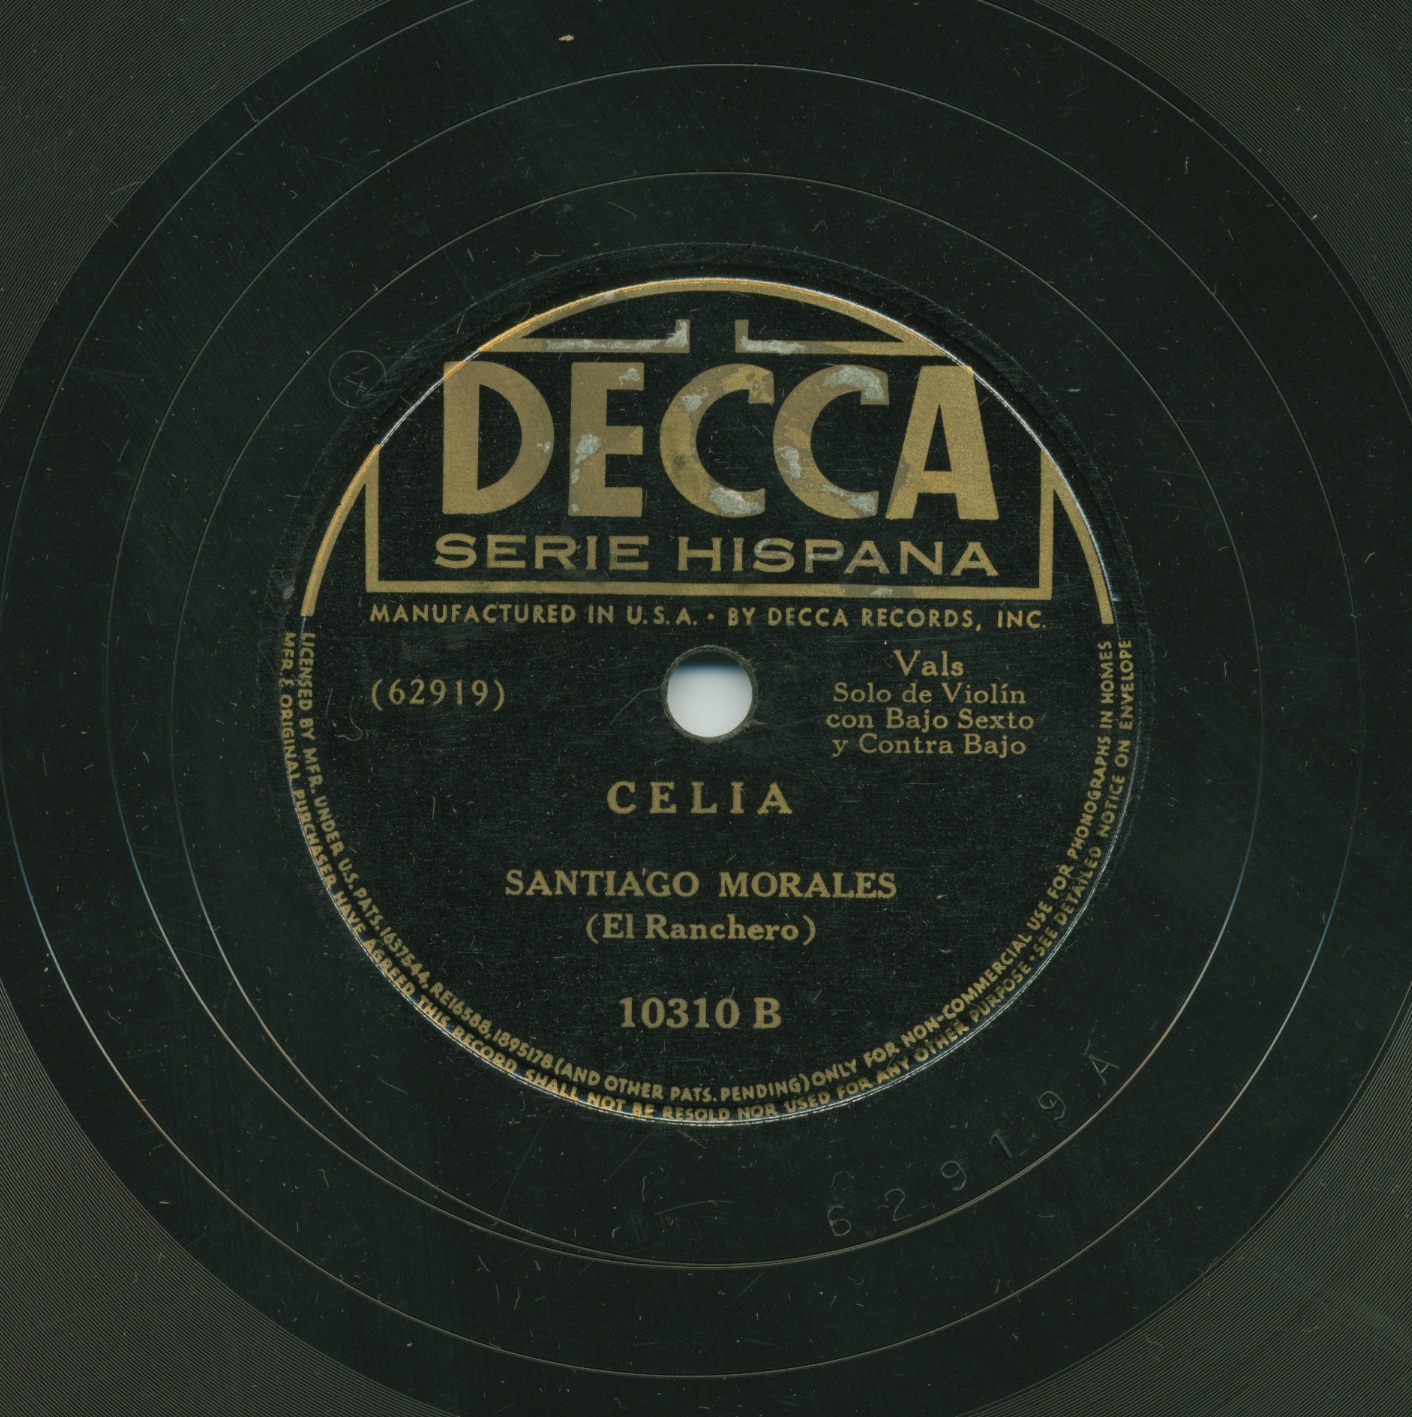 DECCA
SERIE HISPANA
MANUFACTURED IN U.S.A. • BY DECCA RECORDS, INC.
(62919)
Vals
Solo de Violín
con Bajo Sexto
y Contra Bajo
CELIA
SANTIA'GO MORALES
(El Ranchero)
10310 B
LICENSED BY MFR. UNDER U.S. PATS. 1637544, RE16588, 1895178 (AND OTHER PATS. PENDING) ONLY FOR NON-COMMERCIAL USE FOR PHONOGRAPHS IN HOMES
MFR. & ORIGINAL PURCHASER HAVE AGREED THIS RECORD SHALL NOT BE RESOLD NOR USED FOR ANY OTHER PURPOSE • SEE DETAILED NOTICE ON ENVELOPE
62919 A